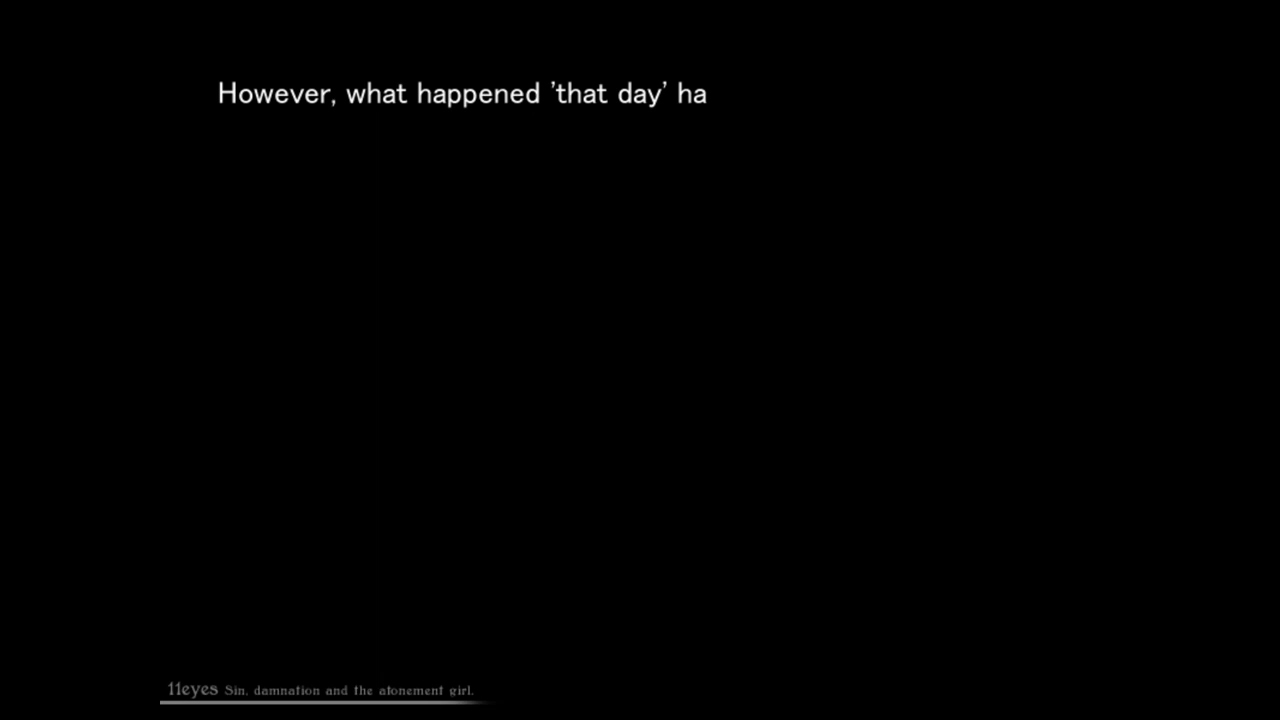 However, what happened 'that day' ha
11eyes Sin, damnation and the atonement girl.